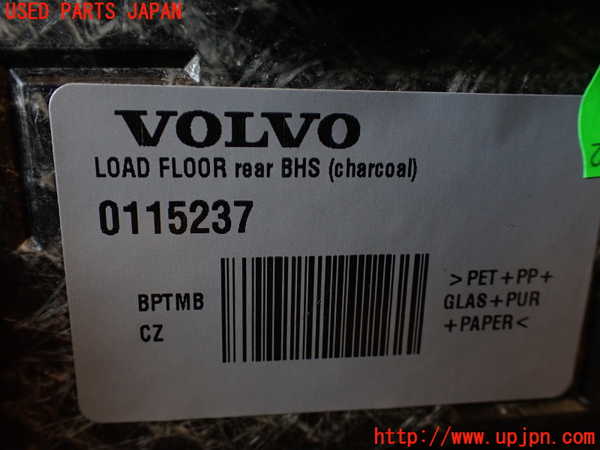 USED PARTS JAPAN
VOLVO
LOAD FLOOR rear BHS (charcoal)
0115237
BPTMB
CZ
>PET+PP+
GLAS+PUR
+PAPER<
2
http://www.upjpn.com/